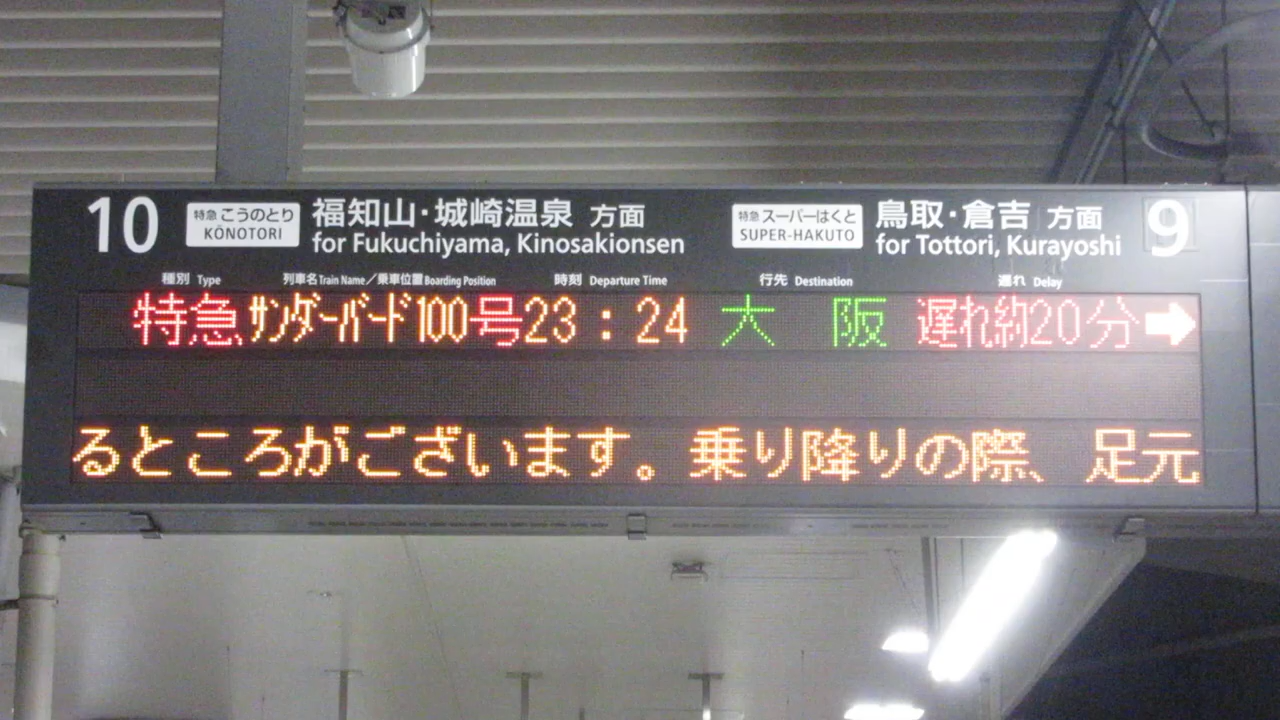 10 特急 こうのとり KŌNOTORI 福知山・城崎温泉 方面 for Fukuchiyama, Kinosakionsen
特急 スーパーはくと SUPER-HAKUTO 鳥取・倉吉 方面 for Tottori, Kurayoshi 9
種別 Type 列車名 Train Name／乗車位置 Boarding Position 時刻 Departure Time 行先 Destination 遅れ Delay
特急 サンダーバード100号 23：24 大阪 遅れ約20分 ➡
るところがございます。乗り降りの際、足元